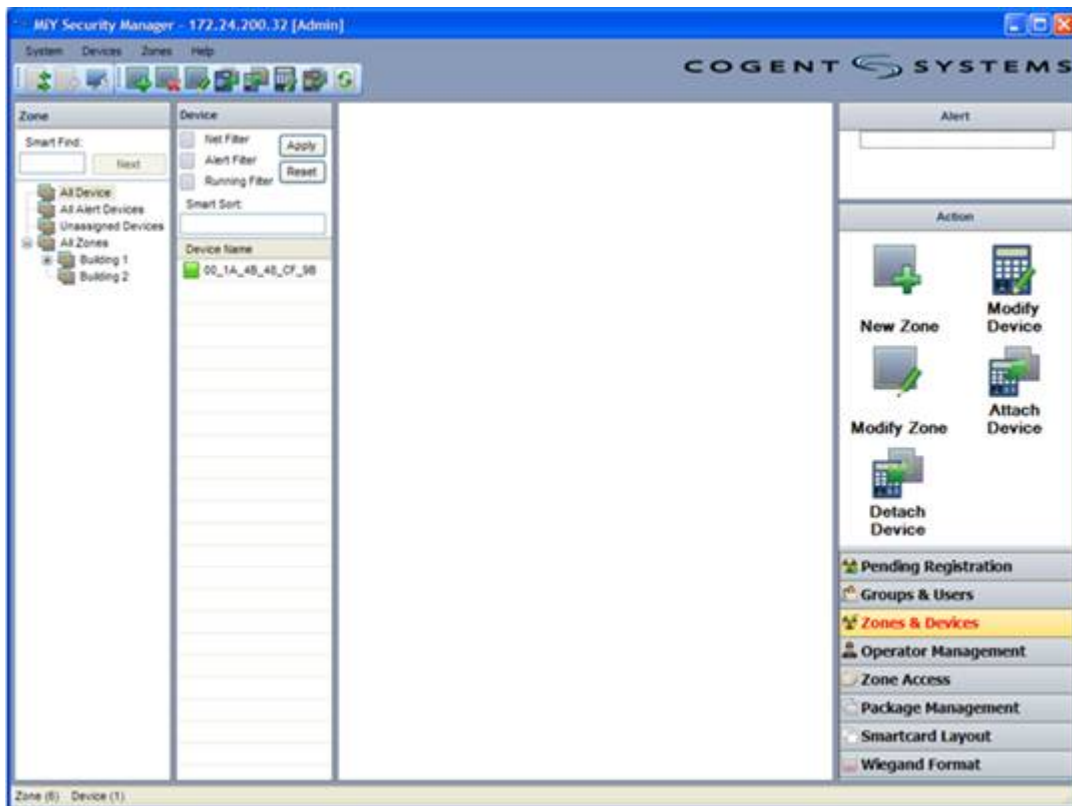 MiY Security Manager - 172.24.200.32 [Admin]
System Devices Zones Help
COGENT SYSTEMS
Zone
Smart Find:
Next
All Device
All Alert Devices
Unassigned Devices
All Zones
Building 1
Building 2
Device
Net Filter
Alert Filter
Running Filter
Apply
Reset
Smart Sort:
Device Name
00_1A_4B_48_CF_9B
Alert
Action
New Zone
Modify
Device
Modify Zone
Attach
Device
Detach
Device
Pending Registration
Groups & Users
Zones & Devices
Operator Management
Zone Access
Package Management
Smartcard Layout
Wiegand Format
Zone (6) Device (1)